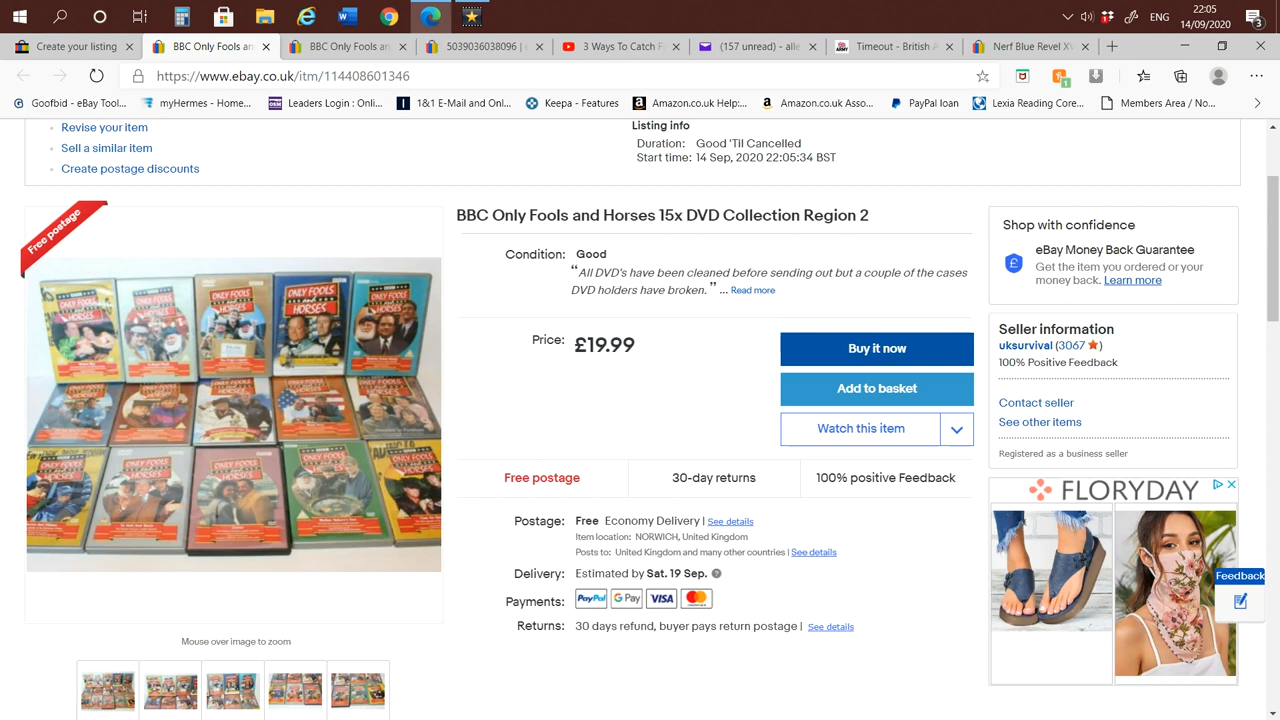 22:05
ENG
14/09/2020
3
Create your listing
BBC Only Fools an
BBC Only Fools an
5039036038096 | e
3 Ways To Catch F
(157 unread) - alle
Timeout - British A
Nerf Blue Revel XV
https://www.ebay.co.uk/itm/114408601346
1
Goofbid - eBay Tool...
myHermes - Home...
Leaders Login : Onli...
1&1 E-Mail and Onl...
Keepa - Features
Amazon.co.uk Help:...
Amazon.co.uk Asso...
PayPal loan
Lexia Reading Core...
Members Area / No...
Revise your item
Sell a similar item
Create postage discounts
Listing info
Duration: Good 'Til Cancelled
Start time: 14 Sep, 2020 22:05:34 BST
Free postage
BBC Only Fools and Horses 15x DVD Collection Region 2
Condition: Good
“All DVD's have been cleaned before sending out but a couple of the cases
DVD holders have broken.” ... Read more
Price: £19.99
Buy it now
Add to basket
Watch this item
Free postage
30-day returns
100% positive Feedback
Postage: Free Economy Delivery | See details
Item location: NORWICH, United Kingdom
Posts to: United Kingdom and many other countries | See details
Delivery: Estimated by Sat. 19 Sep.
Payments: PayPal G Pay VISA
Returns: 30 days refund, buyer pays return postage | See details
Shop with confidence
eBay Money Back Guarantee
Get the item you ordered or your
money back. Learn more
Seller information
uksurvival (3067)
100% Positive Feedback
Contact seller
See other items
Registered as a business seller
FLORYDAY
Feedback
ONLY FOOLS
HORSES
Mouse over image to zoom